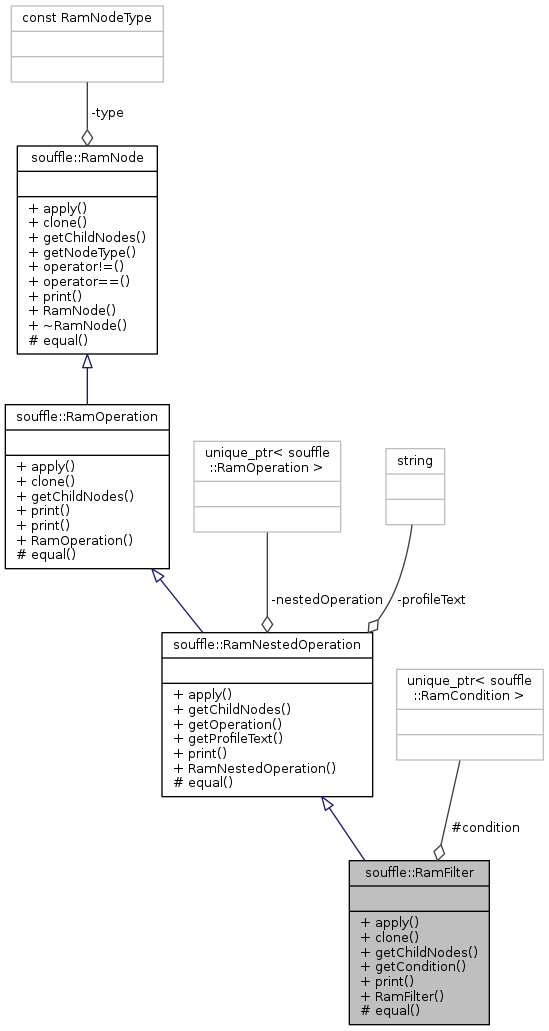 const RamNodeType
-type
souffle::RamNode
+ apply()
+ clone()
+ getChildNodes()
+ getNodeType()
+ operator!=()
+ operator==()
+ print()
+ RamNode()
+ ~RamNode()
# equal()
souffle::RamOperation
+ apply()
+ clone()
+ getChildNodes()
+ print()
+ print()
+ RamOperation()
# equal()
unique_ptr< souffle
::RamOperation >
string
-nestedOperation
-profileText
souffle::RamNestedOperation
+ apply()
+ getChildNodes()
+ getOperation()
+ getProfileText()
+ print()
+ RamNestedOperation()
# equal()
unique_ptr< souffle
::RamCondition >
#condition
souffle::RamFilter
+ apply()
+ clone()
+ getChildNodes()
+ getCondition()
+ print()
+ RamFilter()
# equal()